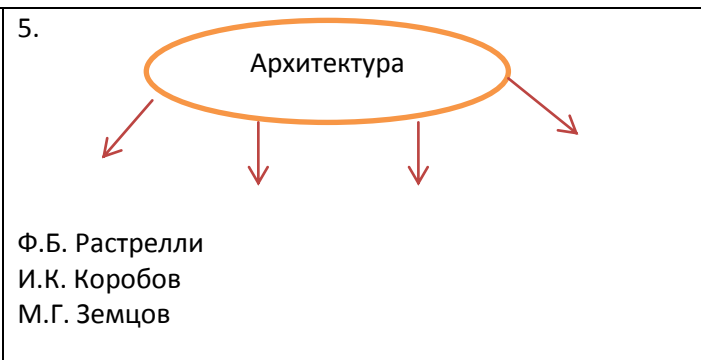 5.
Архитектура
Ф.Б. Растрелли
И.К. Коробов
М.Г. Земцов